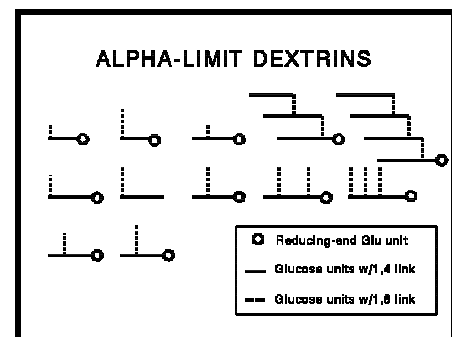 ALPHA-LIMIT DEXTRINS
Reducing-end Glu unit
Glucose units w/1,4 link
Glucose units w/1,6 link